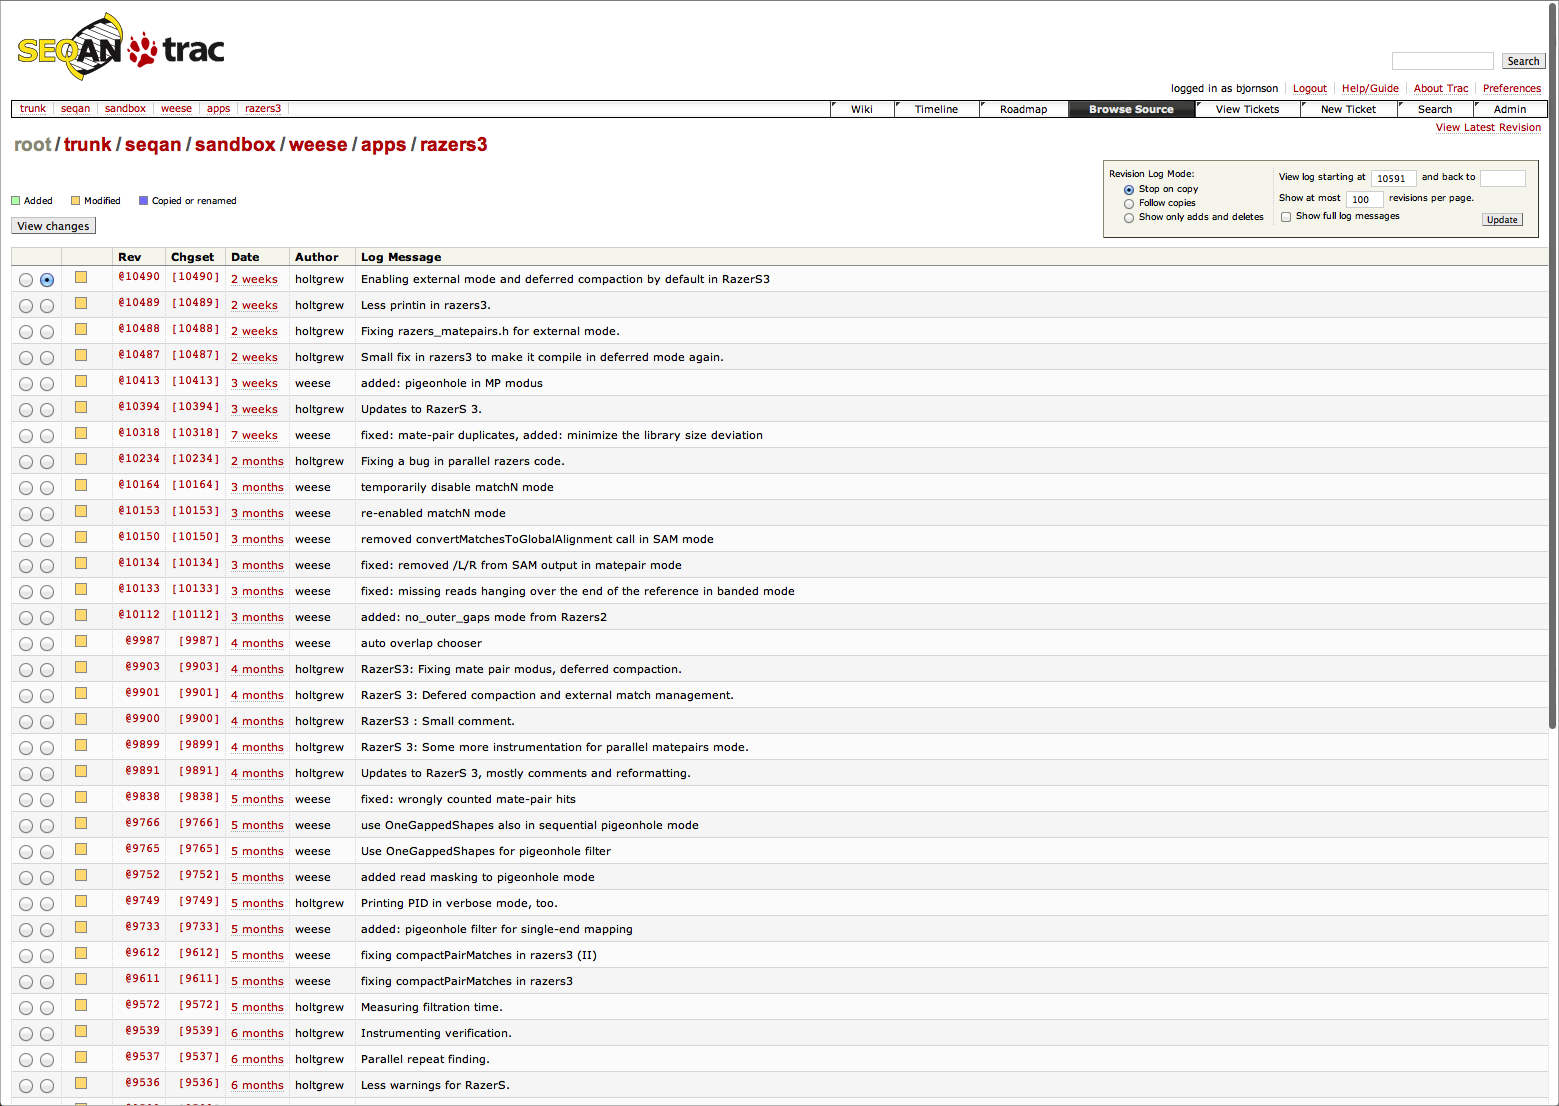 SEQAN trac
Search
logged in as bjornson Logout Help/Guide About Trac Preferences
trunk seqan sandbox weese apps razers3 Wiki Timeline Roadmap Browse Source View Tickets New Ticket Search Admin
View Latest Revision
root / trunk / seqan / sandbox / weese / apps / razers3
Revision Log Mode:
Stop on copy
Follow copies
Show only adds and deletes
View log starting at 10591 and back to
Show at most 100 revisions per page.
Show full log messages
Update
Added Modified Copied or renamed
View changes
Rev Chgset Date Author Log Message
@10490 [10490] 2 weeks holtgrew Enabling external mode and deferred compaction by default in RazerS3
@10489 [10489] 2 weeks holtgrew Less printin in razers3.
@10488 [10488] 2 weeks holtgrew Fixing razers_matepairs.h for external mode.
@10487 [10487] 2 weeks holtgrew Small fix in razers3 to make it compile in deferred mode again.
@10413 [10413] 3 weeks weese added: pigeonhole in MP modus
@10394 [10394] 3 weeks holtgrew Updates to RazerS 3.
@10318 [10318] 7 weeks weese fixed: mate-pair duplicates, added: minimize the library size deviation
@10234 [10234] 2 months holtgrew Fixing a bug in parallel razers code.
@10164 [10164] 3 months weese temporarily disable matchN mode
@10153 [10153] 3 months weese re-enabled matchN mode
@10150 [10150] 3 months weese removed convertMatchesToGlobalAlignment call in SAM mode
@10134 [10134] 3 months weese fixed: removed /L/R from SAM output in matepair mode
@10133 [10133] 3 months weese fixed: missing reads hanging over the end of the reference in banded mode
@10112 [10112] 3 months weese added: no_outer_gaps mode from Razers2
@9987 [9987] 4 months weese auto overlap chooser
@9903 [9903] 4 months holtgrew RazerS3: Fixing mate pair modus, deferred compaction.
@9901 [9901] 4 months holtgrew RazerS 3: Defered compaction and external match management.
@9900 [9900] 4 months holtgrew RazerS3 : Small comment.
@9899 [9899] 4 months holtgrew RazerS 3: Some more instrumentation for parallel matepairs mode.
@9891 [9891] 4 months holtgrew Updates to RazerS 3, mostly comments and reformatting.
@9838 [9838] 5 months weese fixed: wrongly counted mate-pair hits
@9766 [9766] 5 months weese use OneGappedShapes also in sequential pigeonhole mode
@9765 [9765] 5 months weese Use OneGappedShapes for pigeonhole filter
@9752 [9752] 5 months weese added read masking to pigeonhole mode
@9749 [9749] 5 months holtgrew Printing PID in verbose mode, too.
@9733 [9733] 5 months weese added: pigeonhole filter for single-end mapping
@9612 [9612] 5 months weese fixing compactPairMatches in razers3 (II)
@9611 [9611] 5 months weese fixing compactPairMatches in razers3
@9572 [9572] 5 months holtgrew Measuring filtration time.
@9539 [9539] 6 months holtgrew Instrumenting verification.
@9537 [9537] 6 months holtgrew Parallel repeat finding.
@9536 [9536] 6 months holtgrew Less warnings for RazerS.